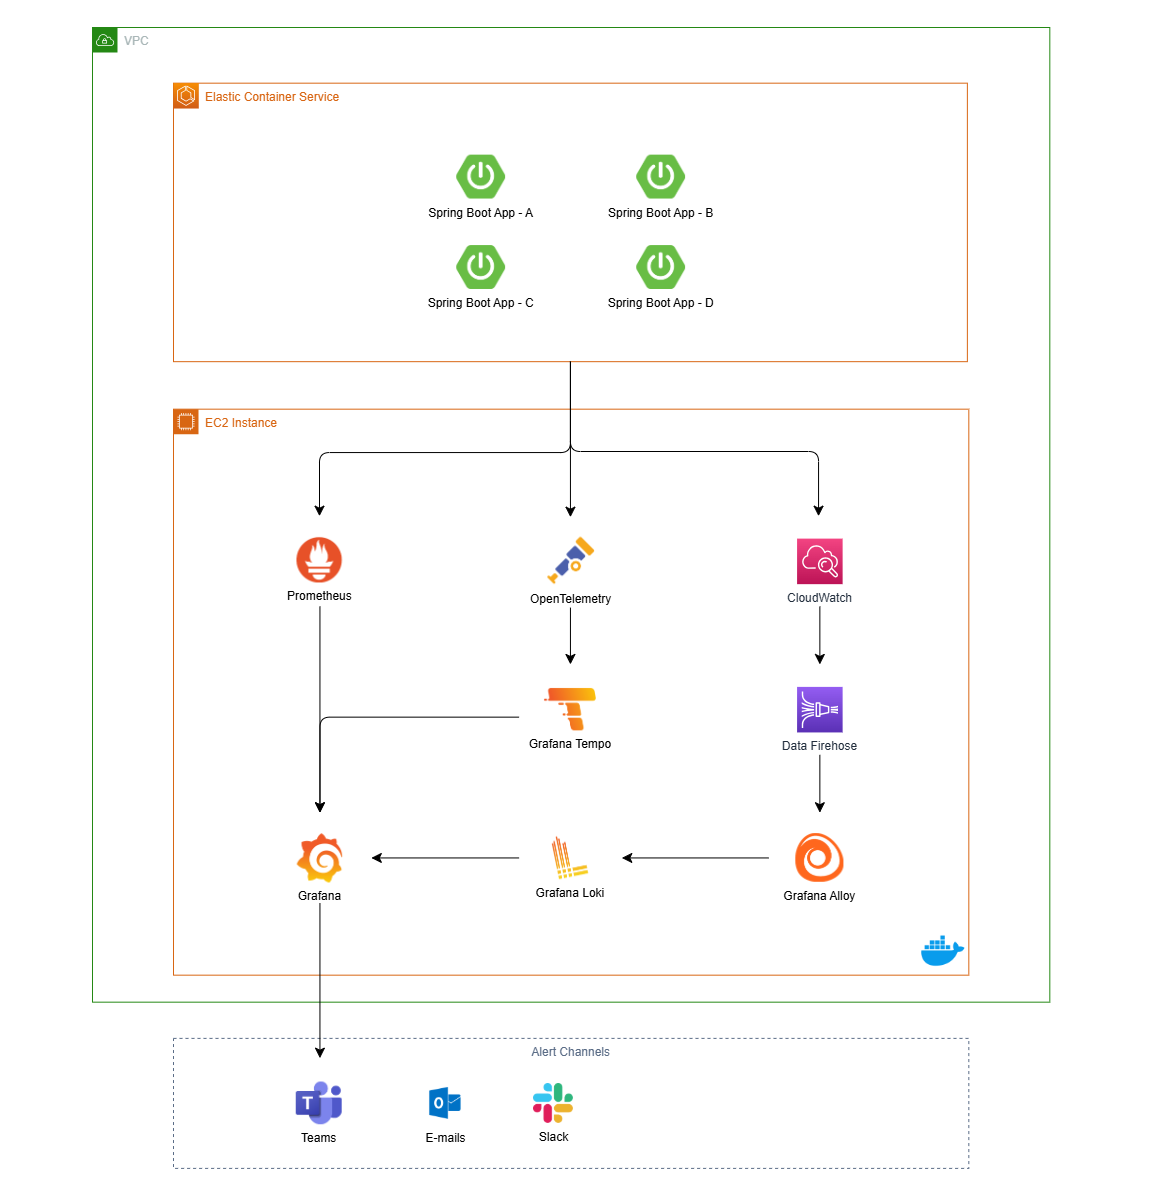 VPC
Elastic Container Service
Spring Boot App - A
Spring Boot App - B
Spring Boot App - C
Spring Boot App - D
EC2 Instance
Prometheus
OpenTelemetry
CloudWatch
Grafana Tempo
Data Firehose
Grafana
Grafana Loki
Grafana Alloy
Alert Channels
T
O
Teams
E-mails
Slack